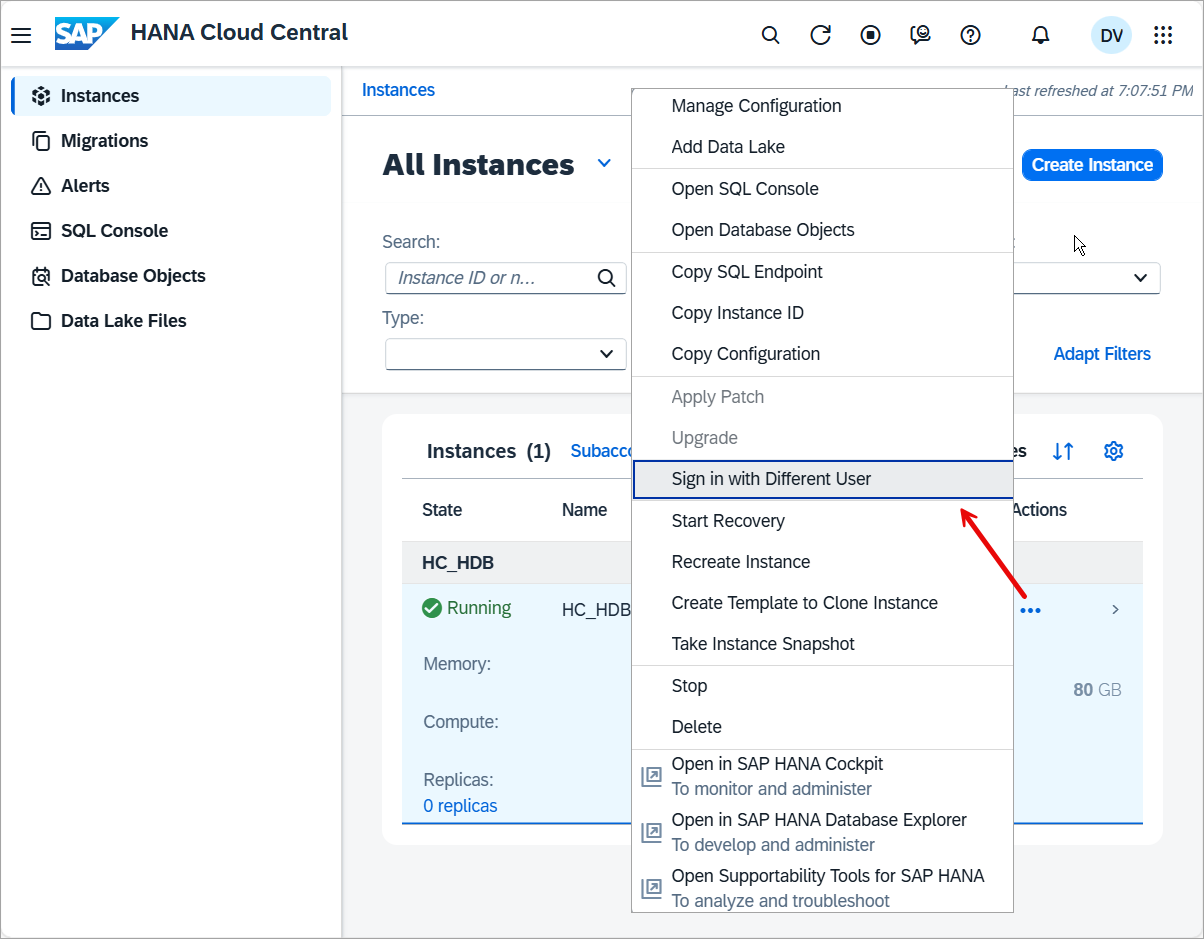 SAP HANA Cloud Central
DV
Instances
Migrations
Alerts
SQL Console
Database Objects
Data Lake Files
Instances
last refreshed at 7:07:51 PM
All Instances
Create Instance
Search:
Instance ID or n...
Type:
Adapt Filters
Instances (1)
State
Name
Actions
HC_HDB
Running
HC_HDB
Memory:
80 GB
Compute:
Replicas:
0 replicas
Manage Configuration
Add Data Lake
Open SQL Console
Open Database Objects
Copy SQL Endpoint
Copy Instance ID
Copy Configuration
Apply Patch
Upgrade
Sign in with Different User
Start Recovery
Recreate Instance
Create Template to Clone Instance
Take Instance Snapshot
Stop
Delete
Open in SAP HANA Cockpit
To monitor and administer
Open in SAP HANA Database Explorer
To develop and administer
Open Supportability Tools for SAP HANA
To analyze and troubleshoot